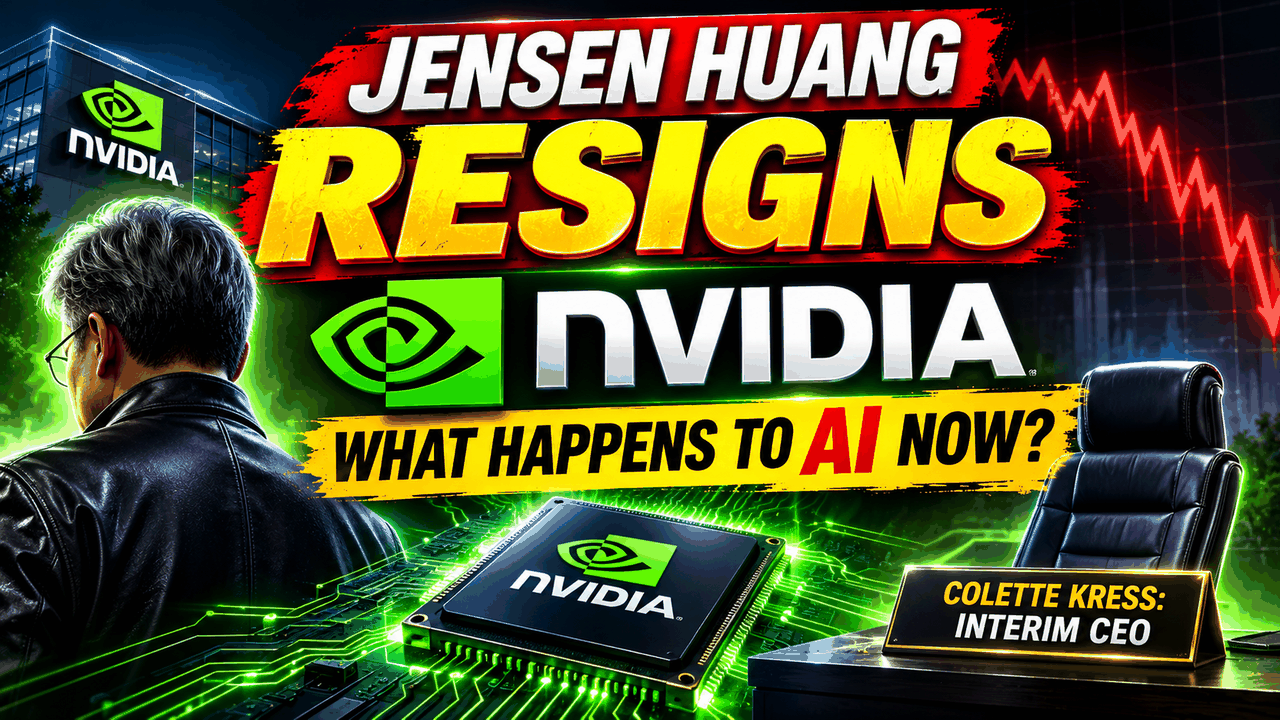 JENSEN HUANG
RESIGNS
NVIDIA
NVIDIA
WHAT HAPPENS TO AI NOW?
NVIDIA
COLETTE KRESS:
INTERIM CEO